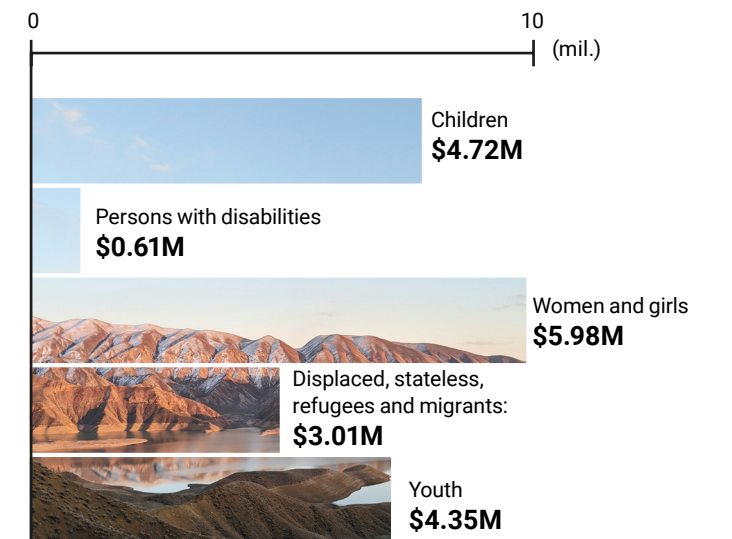 0 10
(mil.)
Children
$4.72M
Persons with disabilities
$0.61M
Women and girls
$5.98M
Displaced, stateless,
refugees and migrants:
$3.01M
Youth
$4.35M